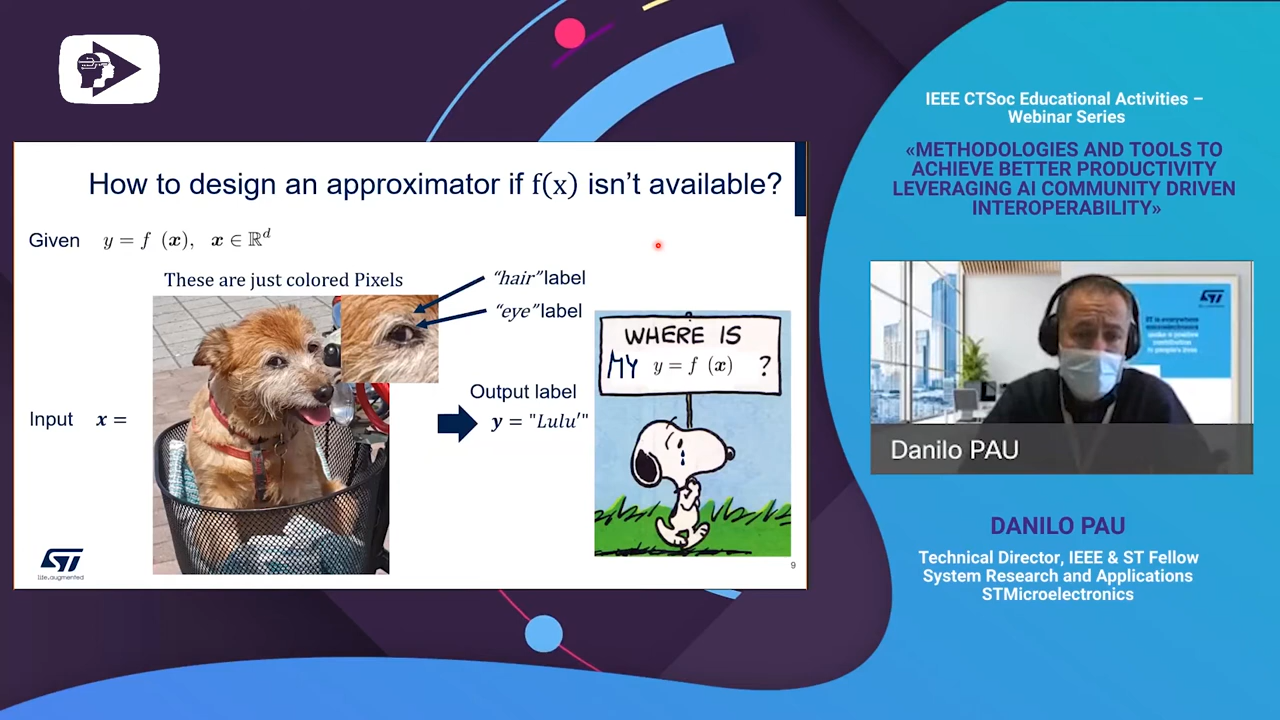 How to design an approximator if f(x) isn't available?
Given y = f (x), x ∈ ℝᵈ
These are just colored Pixels
"hair" label
"eye" label
Input x =
Output label
y = "Lulu'"
WHERE IS
MY y = f (x) ?
ST
life.augmented
9
IEEE CTSoc Educational Activities –
Webinar Series
«METHODOLOGIES AND TOOLS TO
ACHIEVE BETTER PRODUCTIVITY
LEVERAGING AI COMMUNITY DRIVEN
INTEROPERABILITY»
ST
Danilo PAU
DANILO PAU
Technical Director, IEEE & ST Fellow
System Research and Applications
STMicroelectronics